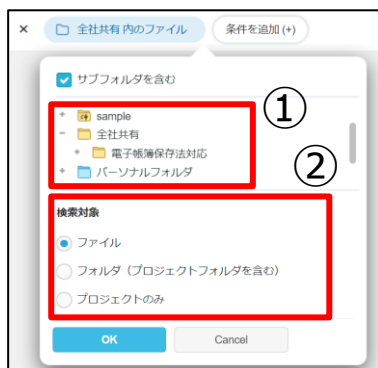 × 全社共有 内のファイル 条件を追加 (+)
サブフォルダを含む
①
+ sample
- 全社共有
+ 電子帳簿保存法対応
+ パーソナルフォルダ
②
検索対象
ファイル
フォルダ（プロジェクトフォルダを含む）
プロジェクトのみ
OK Cancel